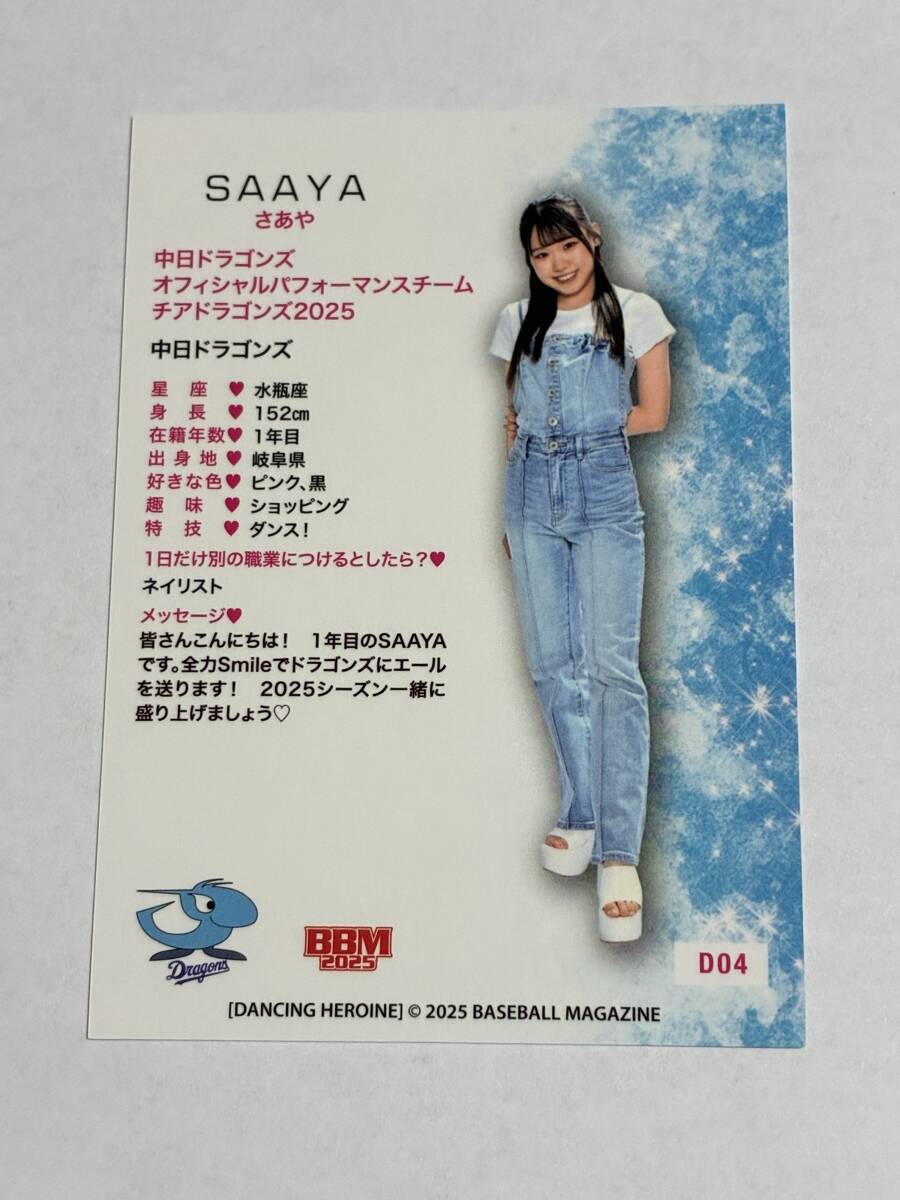 SAAYA
さあや
中日ドラゴンズ
オフィシャルパフォーマンスチーム
チアドラゴンズ2025
中日ドラゴンズ
星座♥水瓶座
身長♥152㎝
在籍年数♥1年目
出身地♥岐阜県
好きな色♥ピンク、黒
趣味♥ショッピング
特技♥ダンス!
1日だけ別の職業につけるとしたら?♥
ネイリスト
メッセージ♥
皆さんこんにちは! 1年目のSAAYA
です。全力Smileでドラゴンズにエール
を送ります! 2025シーズン一緒に
盛り上げましょう♡
Dragons
BBM
2025
D04
[DANCING HEROINE] © 2025 BASEBALL MAGAZINE